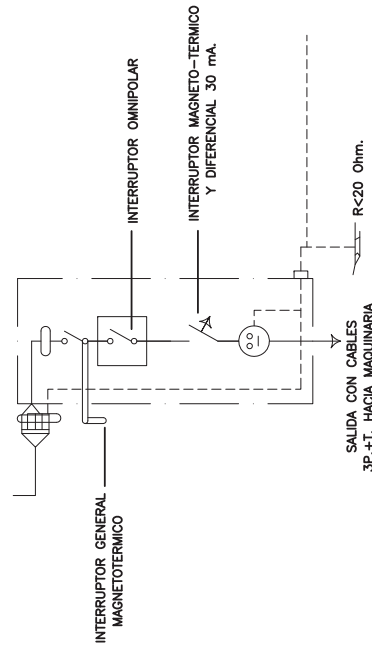 INTERRUPTOR GENERAL
MAGNETOTERMICO
INTERRUPTOR OMNIPOLAR
INTERRUPTOR MAGNETO-TERMICO
Y DIFERENCIAL 30 mA.
SALIDA CON CABLES
3P.+T. HACIA MAQUINARIA
R<20 Ohm.